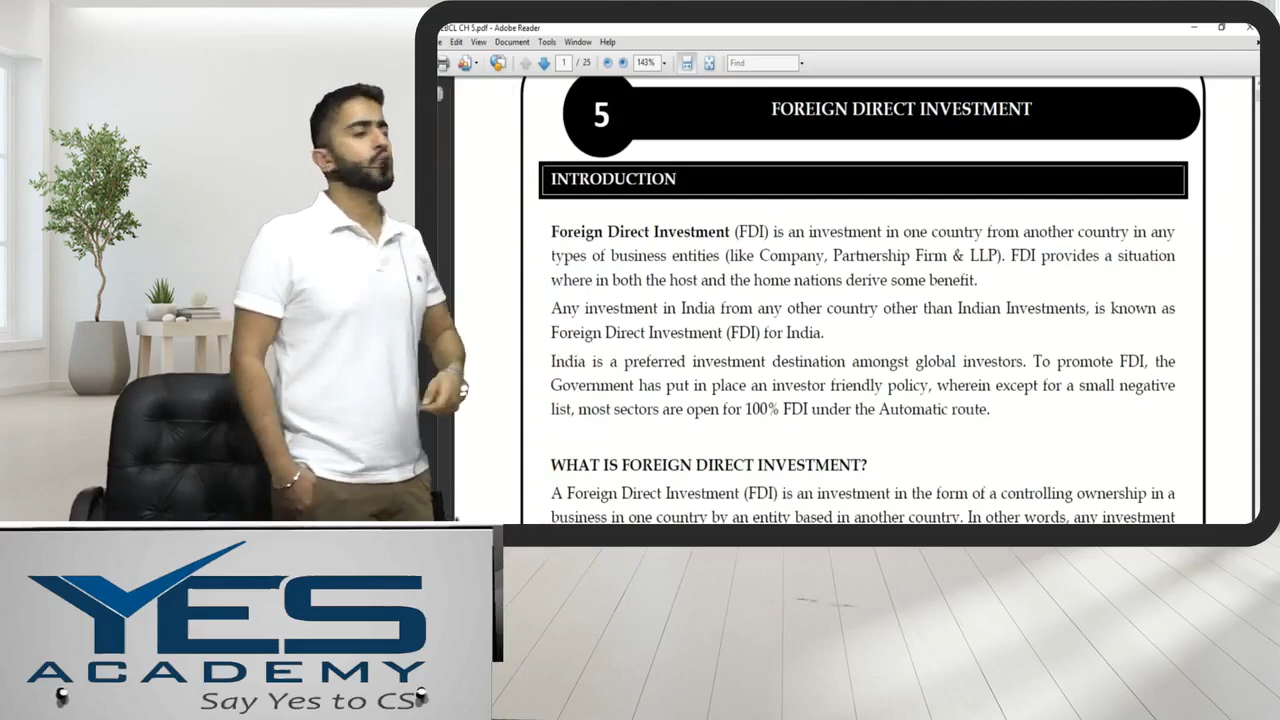 EBCL CH 5.pdf - Adobe Reader
Edit View Document Tools Window Help
1 / 25 143% Find
5 FOREIGN DIRECT INVESTMENT
INTRODUCTION
Foreign Direct Investment (FDI) is an investment in one country from another country in any
types of business entities (like Company, Partnership Firm & LLP). FDI provides a situation
where in both the host and the home nations derive some benefit.
Any investment in India from any other country other than Indian Investments, is known as
Foreign Direct Investment (FDI) for India.
India is a preferred investment destination amongst global investors. To promote FDI, the
Government has put in place an investor friendly policy, wherein except for a small negative
list, most sectors are open for 100% FDI under the Automatic route.
WHAT IS FOREIGN DIRECT INVESTMENT?
A Foreign Direct Investment (FDI) is an investment in the form of a controlling ownership in a
business in one country by an entity based in another country. In other words, any investment
YES
ACADEMY
Say Yes to CS